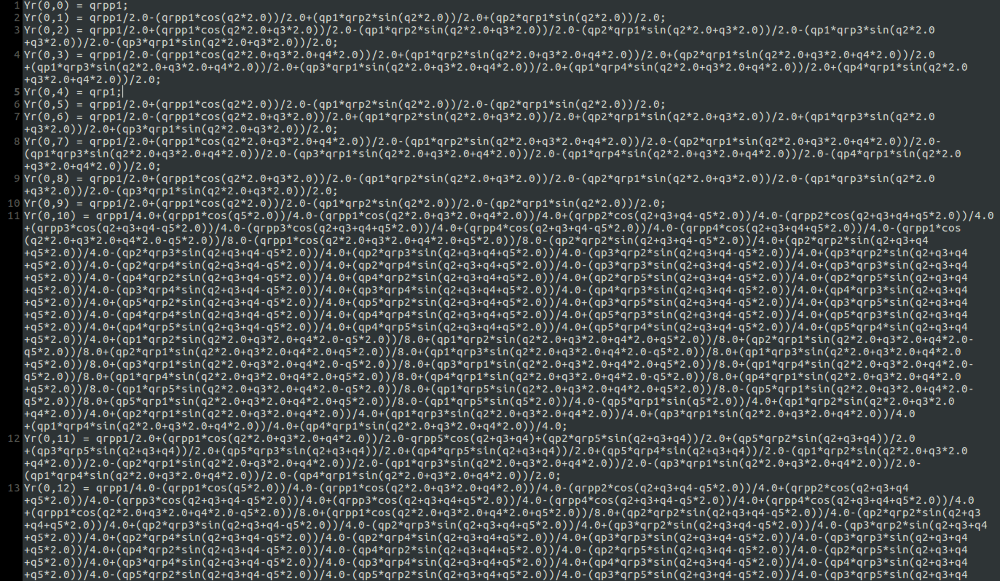 1 Yr(0,0) = qrpp1;
2 Yr(0,1) = qrpp1/2.0-(qrpp1*cos(q2*2.0))/2.0+(qp1*qrp2*sin(q2*2.0))/2.0+(qp2*qrp1*sin(q2*2.0))/2.0;
3 Yr(0,2) = qrpp1/2.0+(qrpp1*cos(q2*2.0+q3*2.0))/2.0-(qp1*qrp2*sin(q2*2.0+q3*2.0))/2.0-(qp2*qrp1*sin(q2*2.0+q3*2.0))/2.0-(qp1*qrp3*sin(q2*2.0
+q3*2.0))/2.0-(qp3*qrp1*sin(q2*2.0+q3*2.0))/2.0;
4 Yr(0,3) = qrpp1/2.0-(qrpp1*cos(q2*2.0+q3*2.0+q4*2.0))/2.0+(qp1*qrp2*sin(q2*2.0+q3*2.0+q4*2.0))/2.0+(qp2*qrp1*sin(q2*2.0+q3*2.0+q4*2.0))/2.0
+(qp1*qrp3*sin(q2*2.0+q3*2.0+q4*2.0))/2.0+(qp3*qrp1*sin(q2*2.0+q3*2.0+q4*2.0))/2.0+(qp1*qrp4*sin(q2*2.0+q3*2.0+q4*2.0))/2.0+(qp4*qrp1*sin(q2*2.0
+q3*2.0+q4*2.0))/2.0;
5 Yr(0,4) = qrp1;
6 Yr(0,5) = qrpp1/2.0+(qrpp1*cos(q2*2.0))/2.0-(qp1*qrp2*sin(q2*2.0))/2.0-(qp2*qrp1*sin(q2*2.0))/2.0;
7 Yr(0,6) = qrpp1/2.0-(qrpp1*cos(q2*2.0+q3*2.0))/2.0+(qp1*qrp2*sin(q2*2.0+q3*2.0))/2.0+(qp2*qrp1*sin(q2*2.0+q3*2.0))/2.0+(qp1*qrp3*sin(q2*2.0
+q3*2.0))/2.0+(qp3*qrp1*sin(q2*2.0+q3*2.0))/2.0;
8 Yr(0,7) = qrpp1/2.0+(qrpp1*cos(q2*2.0+q3*2.0+q4*2.0))/2.0-(qp1*qrp2*sin(q2*2.0+q3*2.0+q4*2.0))/2.0-(qp2*qrp1*sin(q2*2.0+q3*2.0+q4*2.0))/2.0-
(qp1*qrp3*sin(q2*2.0+q3*2.0+q4*2.0))/2.0-(qp3*qrp1*sin(q2*2.0+q3*2.0+q4*2.0))/2.0-(qp1*qrp4*sin(q2*2.0+q3*2.0+q4*2.0))/2.0-(qp4*qrp1*sin(q2*2.0
+q3*2.0+q4*2.0))/2.0;
9 Yr(0,8) = qrpp1/2.0+(qrpp1*cos(q2*2.0+q3*2.0))/2.0-(qp1*qrp2*sin(q2*2.0+q3*2.0))/2.0-(qp2*qrp1*sin(q2*2.0+q3*2.0))/2.0-(qp1*qrp3*sin(q2*2.0
+q3*2.0))/2.0-(qp3*qrp1*sin(q2*2.0+q3*2.0))/2.0;
10 Yr(0,9) = qrpp1/2.0+(qrpp1*cos(q2*2.0))/2.0-(qp1*qrp2*sin(q2*2.0))/2.0-(qp2*qrp1*sin(q2*2.0))/2.0;
11 Yr(0,10) = qrpp1/4.0+(qrpp1*cos(q5*2.0))/4.0-(qrpp1*cos(q2*2.0+q3*2.0+q4*2.0))/4.0+(qrpp2*cos(q2+q3+q4-q5*2.0))/4.0-(qrpp2*cos(q2+q3+q4+q5*2.0))/4.0
+(qrpp3*cos(q2+q3+q4-q5*2.0))/4.0-(qrpp3*cos(q2+q3+q4+q5*2.0))/4.0+(qrpp4*cos(q2+q3+q4-q5*2.0))/4.0-(qrpp4*cos(q2+q3+q4+q5*2.0))/4.0-(qrpp1*cos
(q2*2.0+q3*2.0+q4*2.0-q5*2.0))/8.0-(qrpp1*cos(q2*2.0+q3*2.0+q4*2.0+q5*2.0))/8.0-(qp2*qrp2*sin(q2+q3+q4-q5*2.0))/4.0+(qp2*qrp2*sin(q2+q3+q4
+q5*2.0))/4.0-(qp2*qrp3*sin(q2+q3+q4-q5*2.0))/4.0+(qp2*qrp3*sin(q2+q3+q4+q5*2.0))/4.0-(qp3*qrp2*sin(q2+q3+q4-q5*2.0))/4.0+(qp3*qrp2*sin(q2+q3+q4
+q5*2.0))/4.0-(qp2*qrp4*sin(q2+q3+q4-q5*2.0))/4.0+(qp2*qrp4*sin(q2+q3+q4+q5*2.0))/4.0-(qp3*qrp3*sin(q2+q3+q4-q5*2.0))/4.0+(qp3*qrp3*sin(q2+q3+q4
+q5*2.0))/4.0-(qp4*qrp2*sin(q2+q3+q4-q5*2.0))/4.0+(qp4*qrp2*sin(q2+q3+q4+q5*2.0))/4.0+(qp2*qrp5*sin(q2+q3+q4-q5*2.0))/4.0+(qp2*qrp5*sin(q2+q3+q4
+q5*2.0))/4.0-(qp3*qrp4*sin(q2+q3+q4-q5*2.0))/4.0+(qp3*qrp4*sin(q2+q3+q4+q5*2.0))/4.0-(qp4*qrp3*sin(q2+q3+q4-q5*2.0))/4.0+(qp4*qrp3*sin(q2+q3+q4
+q5*2.0))/4.0+(qp5*qrp2*sin(q2+q3+q4-q5*2.0))/4.0+(qp5*qrp2*sin(q2+q3+q4+q5*2.0))/4.0+(qp3*qrp5*sin(q2+q3+q4-q5*2.0))/4.0+(qp3*qrp5*sin(q2+q3+q4
+q5*2.0))/4.0-(qp4*qrp4*sin(q2+q3+q4-q5*2.0))/4.0+(qp4*qrp4*sin(q2+q3+q4+q5*2.0))/4.0+(qp5*qrp3*sin(q2+q3+q4-q5*2.0))/4.0+(qp5*qrp3*sin(q2+q3+q4
+q5*2.0))/4.0+(qp4*qrp5*sin(q2+q3+q4-q5*2.0))/4.0+(qp4*qrp5*sin(q2+q3+q4+q5*2.0))/4.0+(qp5*qrp4*sin(q2+q3+q4-q5*2.0))/4.0+(qp5*qrp4*sin(q2+q3+q4
+q5*2.0))/4.0+(qp1*qrp2*sin(q2*2.0+q3*2.0+q4*2.0-q5*2.0))/8.0+(qp1*qrp2*sin(q2*2.0+q3*2.0+q4*2.0+q5*2.0))/8.0+(qp2*qrp1*sin(q2*2.0+q3*2.0+q4*2.0-
q5*2.0))/8.0+(qp2*qrp1*sin(q2*2.0+q3*2.0+q4*2.0+q5*2.0))/8.0+(qp1*qrp3*sin(q2*2.0+q3*2.0+q4*2.0-q5*2.0))/8.0+(qp1*qrp3*sin(q2*2.0+q3*2.0+q4*2.0
+q5*2.0))/8.0+(qp3*qrp1*sin(q2*2.0+q3*2.0+q4*2.0-q5*2.0))/8.0+(qp3*qrp1*sin(q2*2.0+q3*2.0+q4*2.0+q5*2.0))/8.0+(qp1*qrp4*sin(q2*2.0+q3*2.0+q4*2.0-
q5*2.0))/8.0+(qp1*qrp4*sin(q2*2.0+q3*2.0+q4*2.0+q5*2.0))/8.0+(qp4*qrp1*sin(q2*2.0+q3*2.0+q4*2.0-q5*2.0))/8.0+(qp4*qrp1*sin(q2*2.0+q3*2.0+q4*2.0
+q5*2.0))/8.0-(qp1*qrp5*sin(q2*2.0+q3*2.0+q4*2.0-q5*2.0))/8.0+(qp1*qrp5*sin(q2*2.0+q3*2.0+q4*2.0+q5*2.0))/8.0-(qp5*qrp1*sin(q2*2.0+q3*2.0+q4*2.0-
q5*2.0))/8.0+(qp5*qrp1*sin(q2*2.0+q3*2.0+q4*2.0+q5*2.0))/8.0-(qp1*qrp5*sin(q5*2.0))/4.0-(qp5*qrp1*sin(q5*2.0))/4.0+(qp1*qrp2*sin(q2*2.0+q3*2.0
+q4*2.0))/4.0+(qp2*qrp1*sin(q2*2.0+q3*2.0+q4*2.0))/4.0+(qp1*qrp3*sin(q2*2.0+q3*2.0+q4*2.0))/4.0+(qp3*qrp1*sin(q2*2.0+q3*2.0+q4*2.0))/4.0
+(qp1*qrp4*sin(q2*2.0+q3*2.0+q4*2.0))/4.0+(qp4*qrp1*sin(q2*2.0+q3*2.0+q4*2.0))/4.0;
12 Yr(0,11) = qrpp1/2.0+(qrpp1*cos(q2*2.0+q3*2.0+q4*2.0))/2.0-qrpp5*cos(q2+q3+q4)+(qp2*qrp5*sin(q2+q3+q4))/2.0+(qp5*qrp2*sin(q2+q3+q4))/2.0
+(qp3*qrp5*sin(q2+q3+q4))/2.0+(qp5*qrp3*sin(q2+q3+q4))/2.0+(qp4*qrp5*sin(q2+q3+q4))/2.0+(qp5*qrp4*sin(q2+q3+q4))/2.0-(qp1*qrp2*sin(q2*2.0+q3*2.0
+q4*2.0))/2.0-(qp2*qrp1*sin(q2*2.0+q3*2.0+q4*2.0))/2.0-(qp1*qrp3*sin(q2*2.0+q3*2.0+q4*2.0))/2.0-(qp3*qrp1*sin(q2*2.0+q3*2.0+q4*2.0))/2.0-
(qp1*qrp4*sin(q2*2.0+q3*2.0+q4*2.0))/2.0-(qp4*qrp1*sin(q2*2.0+q3*2.0+q4*2.0))/2.0;
13 Yr(0,12) = qrpp1/4.0-(qrpp1*cos(q5*2.0))/4.0-(qrpp1*cos(q2*2.0+q3*2.0+q4*2.0))/4.0-(qrpp2*cos(q2+q3+q4-q5*2.0))/4.0+(qrpp2*cos(q2+q3+q4
+q5*2.0))/4.0-(qrpp3*cos(q2+q3+q4-q5*2.0))/4.0+(qrpp3*cos(q2+q3+q4+q5*2.0))/4.0-(qrpp4*cos(q2+q3+q4-q5*2.0))/4.0+(qrpp4*cos(q2+q3+q4+q5*2.0))/4.0
+(qrpp1*cos(q2*2.0+q3*2.0+q4*2.0-q5*2.0))/8.0+(qrpp1*cos(q2*2.0+q3*2.0+q4*2.0+q5*2.0))/8.0+(qp2*qrp2*sin(q2+q3+q4-q5*2.0))/4.0-(qp2*qrp2*sin(q2+q3
+q4+q5*2.0))/4.0+(qp2*qrp3*sin(q2+q3+q4-q5*2.0))/4.0-(qp2*qrp3*sin(q2+q3+q4+q5*2.0))/4.0+(qp3*qrp2*sin(q2+q3+q4-q5*2.0))/4.0-(qp3*qrp2*sin(q2+q3+q4
+q5*2.0))/4.0+(qp2*qrp4*sin(q2+q3+q4-q5*2.0))/4.0-(qp2*qrp4*sin(q2+q3+q4+q5*2.0))/4.0+(qp3*qrp3*sin(q2+q3+q4-q5*2.0))/4.0-(qp3*qrp3*sin(q2+q3+q4
+q5*2.0))/4.0+(qp4*qrp2*sin(q2+q3+q4-q5*2.0))/4.0-(qp4*qrp2*sin(q2+q3+q4+q5*2.0))/4.0-(qp2*qrp5*sin(q2+q3+q4-q5*2.0))/4.0-(qp2*qrp5*sin(q2+q3+q4
+q5*2.0))/4.0+(qp3*qrp4*sin(q2+q3+q4-q5*2.0))/4.0-(qp3*qrp4*sin(q2+q3+q4+q5*2.0))/4.0+(qp4*qrp3*sin(q2+q3+q4-q5*2.0))/4.0-(qp4*qrp3*sin(q2+q3+q4
+q5*2.0))/4.0-(qp5*qrp2*sin(q2+q3+q4-q5*2.0))/4.0-(qp5*qrp2*sin(q2+q3+q4+q5*2.0))/4.0-(qp3*qrp5*sin(q2+q3+q4-q5*2.0))/4.0-(qp3*qrp5*sin(q2+q3+q4